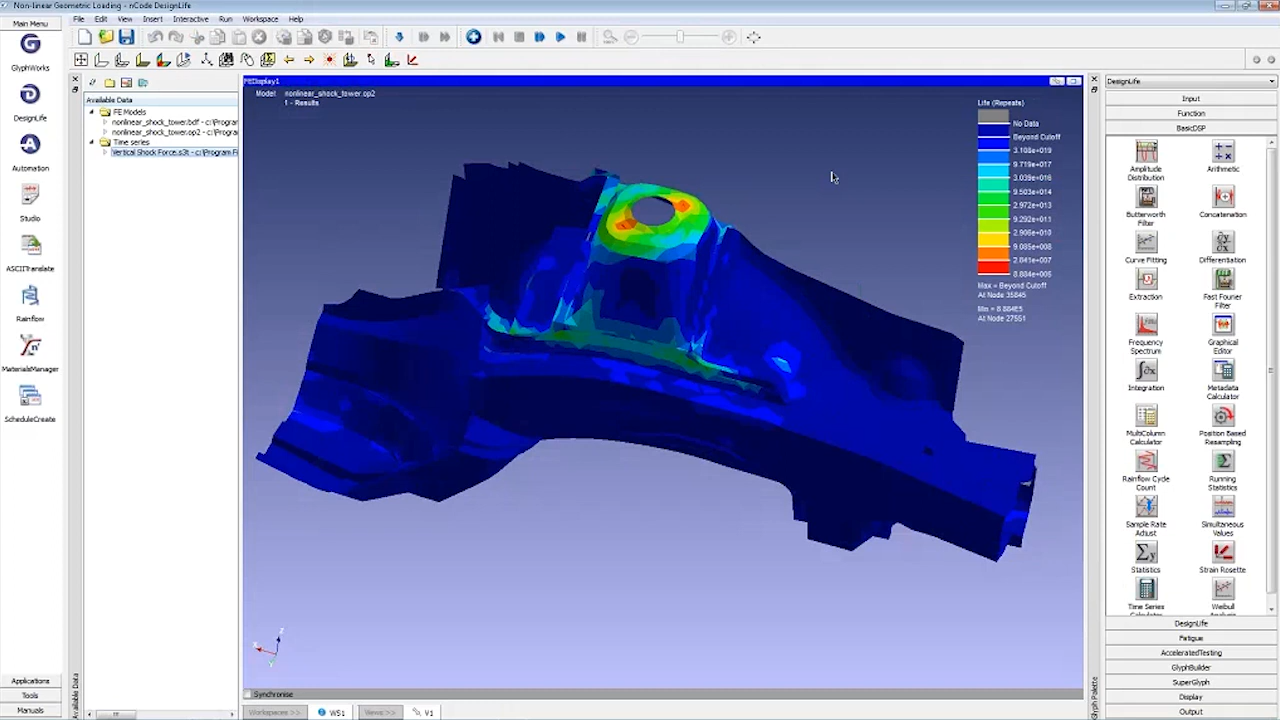 Non-linear Geometric Loading - nCode DesignLife
File Edit View Insert Interactive Run Workspace Help
Main Menu
GlyphWorks
DesignLife
Automation
Studio
ASCIITranslate
Rainflow
MaterialsManager
ScheduleCreate
Applications
Tools
Manuals
Available Data
FE Models
nonlinear_shock_tower.bdf - c:\Program
nonlinear_shock_tower.op2 - c:\Progra
Time series
Vertical Shock Force.s3t - c:\Program Fi
Available Data
FEDisplay1
Model: nonlinear_shock_tower.op2
1 - Results
Life (Repeats)
No Data
Beyond Cutoff
3.108e+019
9.719e+017
3.039e+016
9.503e+014
2.972e+013
9.292e+011
2.906e+010
9.085e+008
2.841e+007
8.884e+005
Max = Beyond Cutoff
At Node 35845
Min = 8.884E5
At Node 27551
Synchronise
Workspaces >> WS1 Views >> V1
Glyph Palette
DesignLife
Input
Function
BasicDSP
Amplitude Distribution
Arithmetic
Butterworth Filter
Concatenation
Curve Fitting
Differentiation
Extraction
Fast Fourier Filter
Frequency Spectrum
Graphical Editor
Integration
Metadata Calculator
MultiColumn Calculator
Position Based Resampling
Rainflow Cycle Count
Running Statistics
Sample Rate Adjust
Simultaneous Values
Statistics
Strain Rosette
Time Series
Weibull
DesignLife
Fatigue
AcceleratedTesting
GlyphBuilder
SuperGlyph
Display
Output